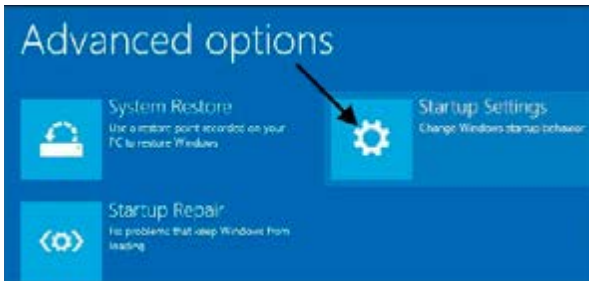 Advanced options
System Restore
Use a restore point recorded on your
PC to restore Windows
Startup Settings
Change Windows startup behavior
Startup Repair
Fix problems that keep Windows from
loading